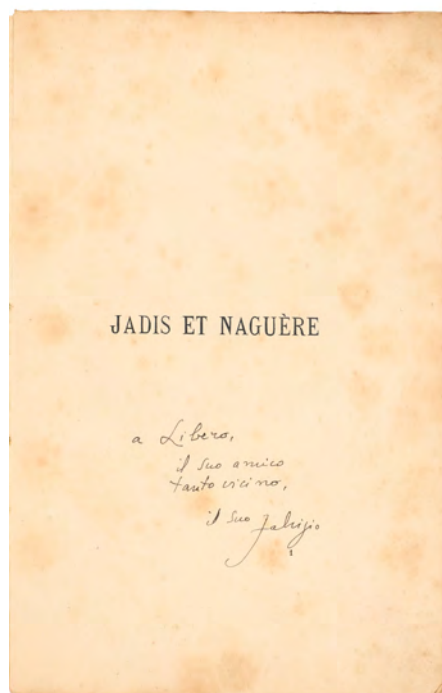 JADIS ET NAGUÈRE
a Libero,
il suo amico
tanto vicino,
il suo Fabrizio